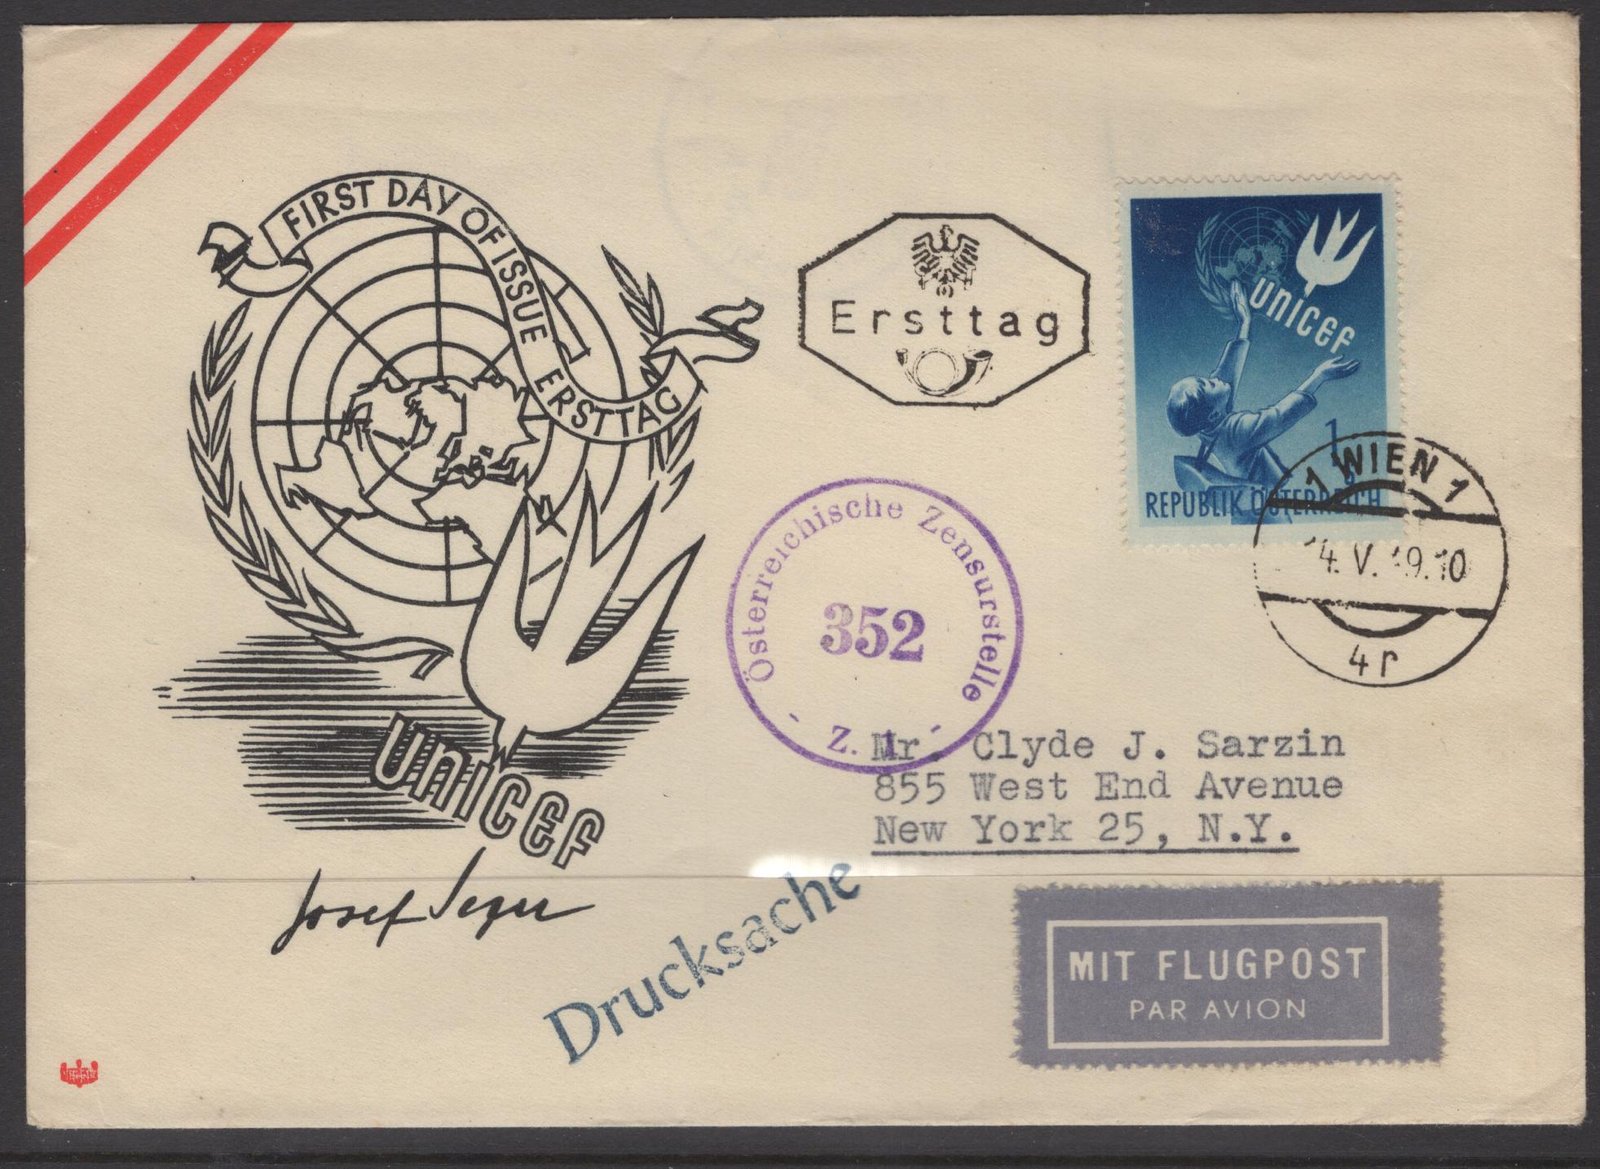 FIRST DAY OF ISSUE ERSTTAG
UNICEF
Josef Seger
Ersttag
UNICEF
1 S
REPUBLIK ÖSTERREICH
1 WIEN 1
14. V. 49. 10
4 r
Österreichische Zensurstelle
352
- Z. 1 -
Mr. Clyde J. Sarzin
855 West End Avenue
New York 25, N.Y.
Drucksache
MIT FLUGPOST
PAR AVION